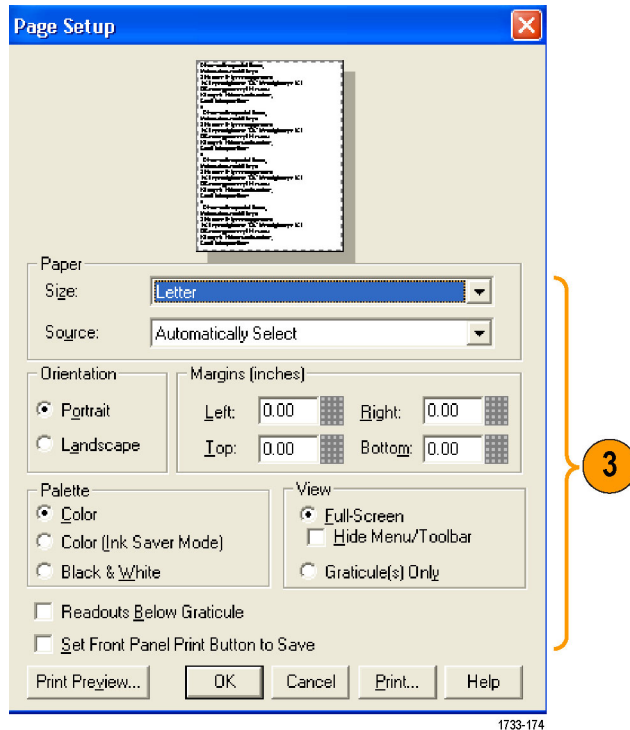 Page Setup
Paper
Size: Letter
Source: Automatically Select
Orientation
Margins (inches)
Portrait
Left: 0.00 Right: 0.00
Landscape
Top: 0.00 Bottom: 0.00
Palette
View
Color
Full-Screen
Color (Ink Saver Mode)
Hide Menu/Toolbar
Black & White
Graticule(s) Only
Readouts Below Graticule
Set Front Panel Print Button to Save
Print Preview... OK Cancel Print... Help
3
1733-174